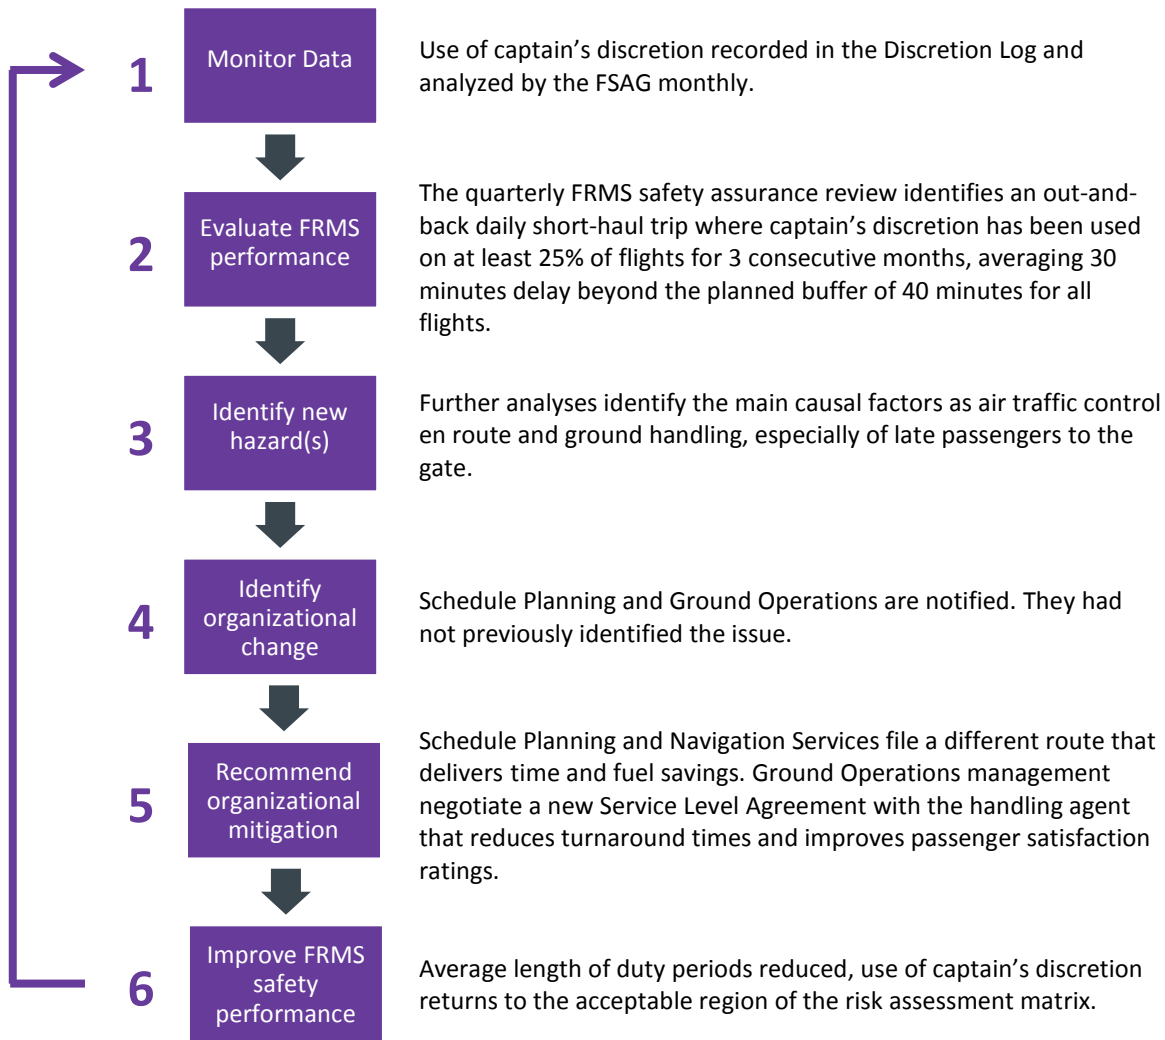 1
Monitor Data
Use of captain’s discretion recorded in the Discretion Log and
analyzed by the FSAG monthly.
2
Evaluate FRMS
performance
The quarterly FRMS safety assurance review identifies an out-and-
back daily short-haul trip where captain’s discretion has been used
on at least 25% of flights for 3 consecutive months, averaging 30
minutes delay beyond the planned buffer of 40 minutes for all
flights.
3
Identify new
hazard(s)
Further analyses identify the main causal factors as air traffic control
en route and ground handling, especially of late passengers to the
gate.
4
Identify
organizational
change
Schedule Planning and Ground Operations are notified. They had
not previously identified the issue.
5
Recommend
organizational
mitigation
Schedule Planning and Navigation Services file a different route that
delivers time and fuel savings. Ground Operations management
negotiate a new Service Level Agreement with the handling agent
that reduces turnaround times and improves passenger satisfaction
ratings.
6
Improve FRMS
safety
performance
Average length of duty periods reduced, use of captain’s discretion
returns to the acceptable region of the risk assessment matrix.